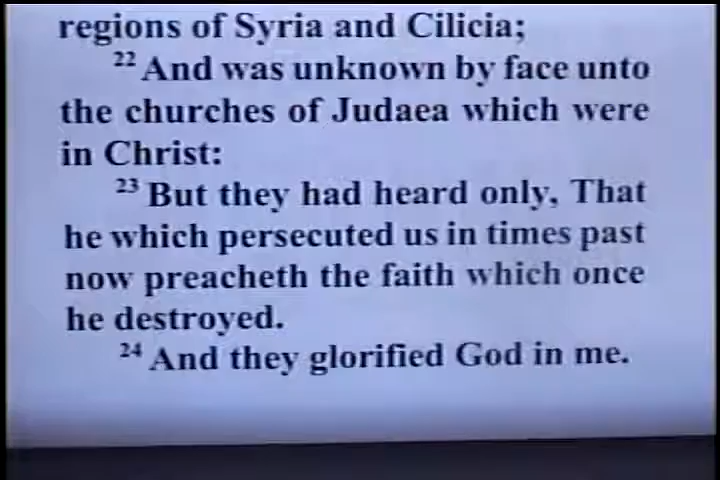 regions of Syria and Cilicia;
22 And was unknown by face unto
the churches of Judaea which were
in Christ:
23 But they had heard only, That
he which persecuted us in times past
now preacheth the faith which once
he destroyed.
24 And they glorified God in me.